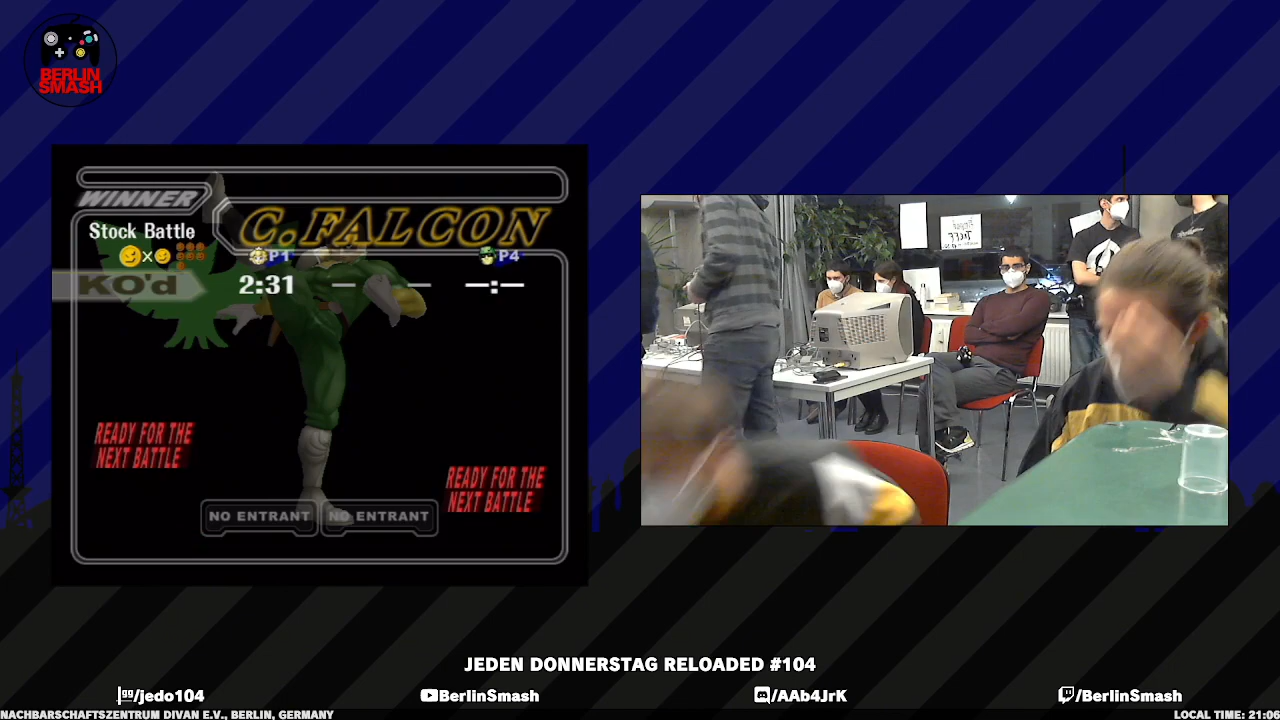 BERLIN
SMASH
WINNER
C.FALCON
Stock Battle
P1
P4
KO'd
2:31
READY FOR THE
NEXT BATTLE
READY FOR THE
NEXT BATTLE
NO ENTRANT
NO ENTRANT
JEDEN DONNERSTAG RELOADED #104
/jedo104
BerlinSmash
/AAb4JrK
/BerlinSmash
NACHBARSCHAFTSZENTRUM DIVAN E.V., BERLIN, GERMANY
LOCAL TIME: 21:06